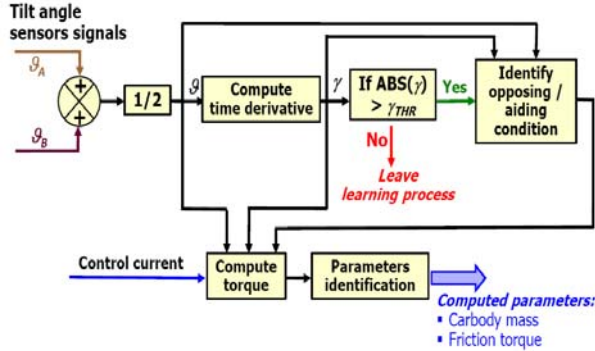 Tilt angle
sensors signals
ϑA
+
+
ϑB
1/2
ϑ
Compute
time derivative
γ
If ABS(γ)
> γTHR
Yes
No
Leave
learning process
Identify
opposing /
aiding
condition
Control current
Compute
torque
Parameters
identification
Computed parameters:
▪ Carbody mass
▪ Friction torque